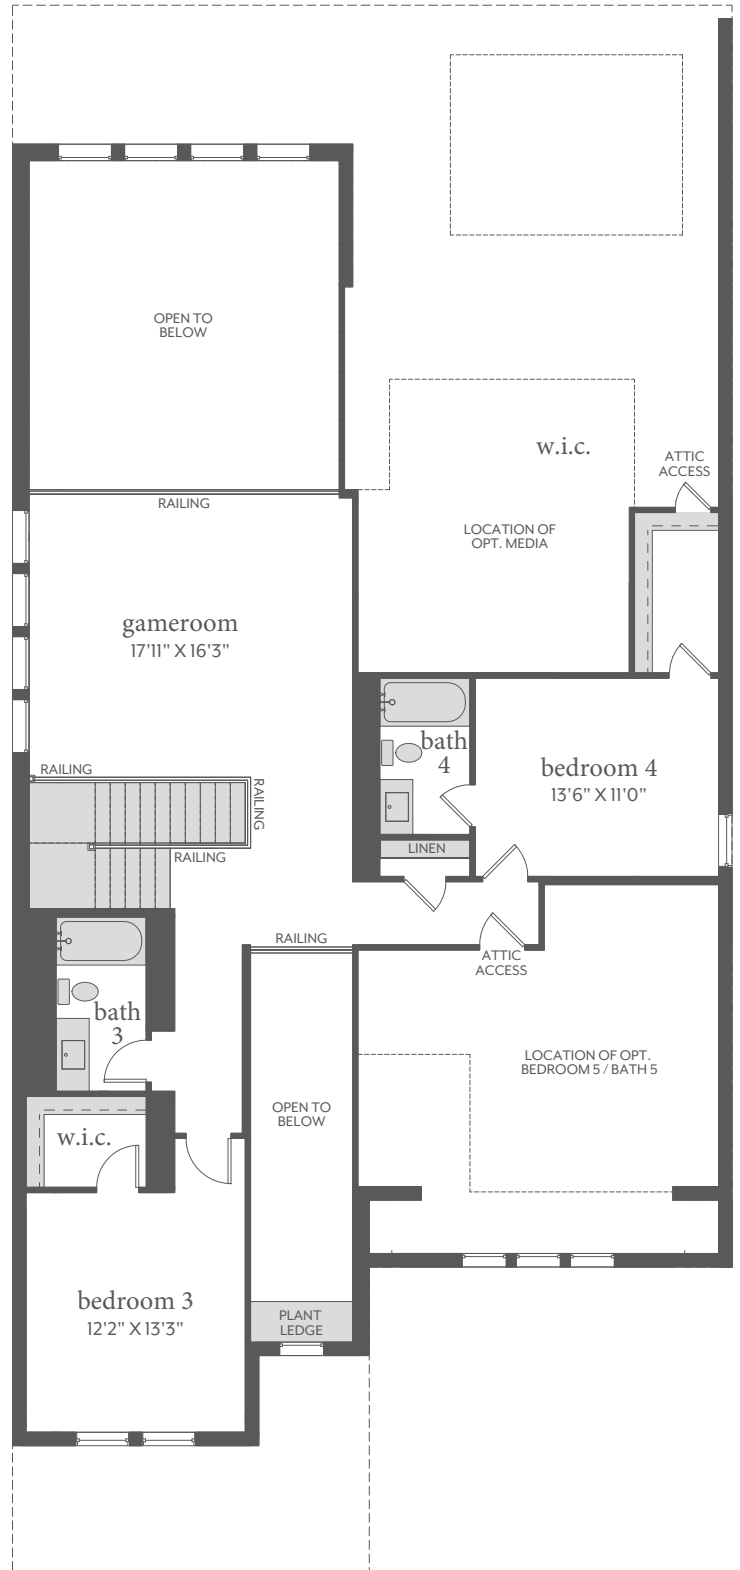 OPEN TO
BELOW
w.i.c.
ATTIC
ACCESS
RAILING
LOCATION OF
OPT. MEDIA
gameroom
17'11" X 16'3"
bath
4
bedroom 4
13'6" X 11'0"
RAILING
RAILING
RAILING
LINEN
RAILING
ATTIC
ACCESS
bath
3
LOCATION OF OPT.
BEDROOM 5 / BATH 5
OPEN TO
BELOW
w.i.c.
bedroom 3
12'2" X 13'3"
PLANT
LEDGE